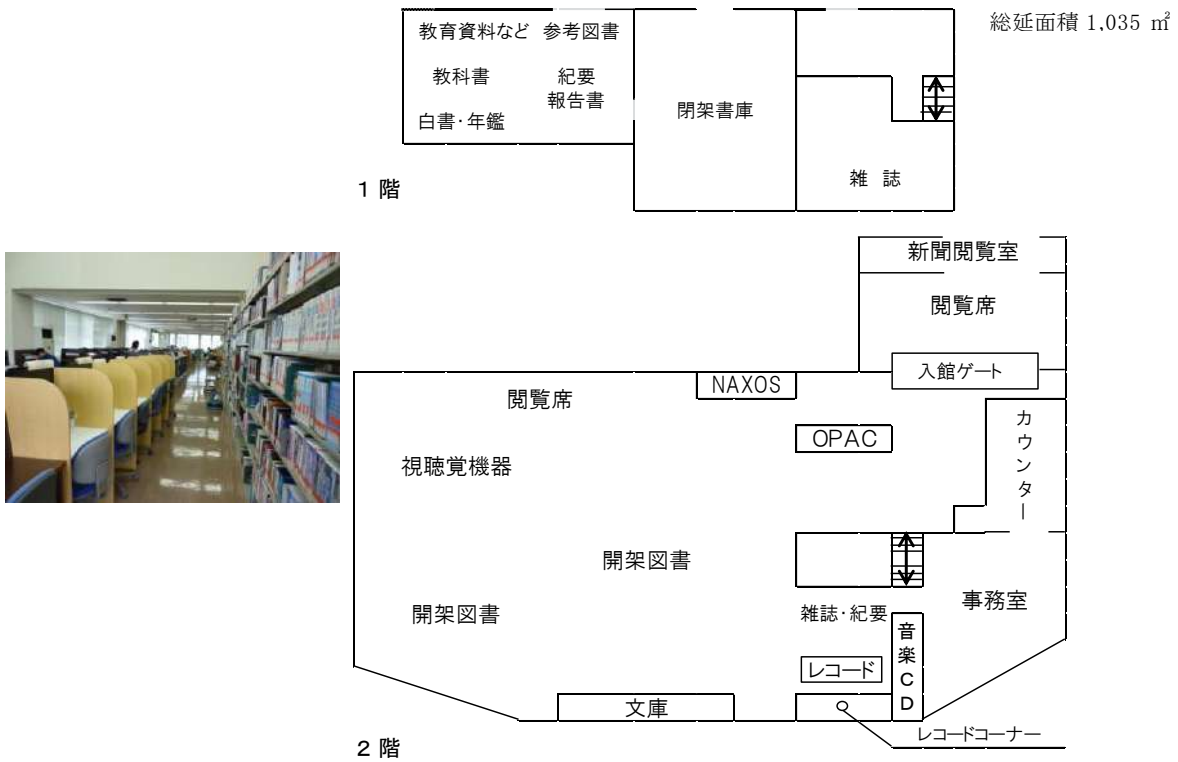 総延面積 1,035 ㎡
教育資料など 参考図書
教科書 紀要
報告書
白書・年鑑
閉架書庫
雑 誌
1 階
新聞閲覧室
閲覧席
入館ゲート
NAXOS
閲覧席
OPAC
カウンター
視聴覚機器
開架図書
開架図書
雑誌・紀要
事務室
音楽CD
レコード
文庫
レコードコーナー
2 階